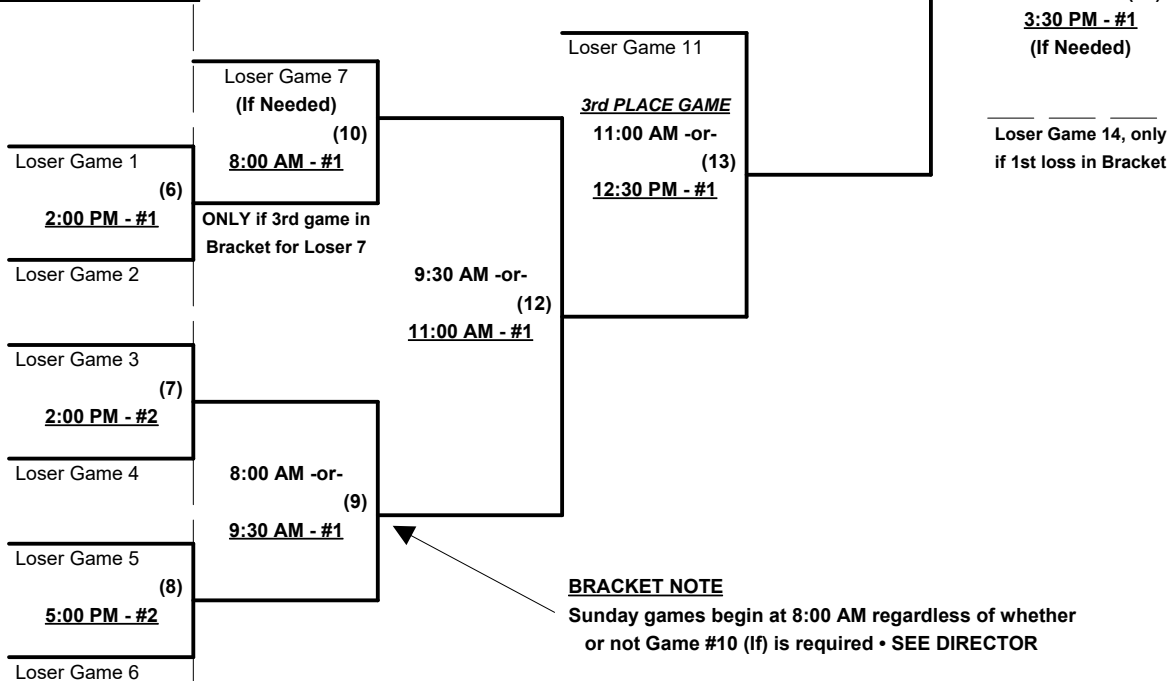 3:30 PM - #1
(If Needed)
Loser Game 14, only
if 1st loss in Bracket
Loser Game 11
3rd PLACE GAME
11:00 AM -or-
(13)
12:30 PM - #1
Loser Game 7
(If Needed)
(10)
8:00 AM - #1
ONLY if 3rd game in
Bracket for Loser 7
Loser Game 1
(6)
2:00 PM - #1
Loser Game 2
9:30 AM -or-
(12)
11:00 AM - #1
Loser Game 3
(7)
2:00 PM - #2
Loser Game 4
8:00 AM -or-
(9)
9:30 AM - #1
Loser Game 5
(8)
5:00 PM - #2
Loser Game 6
BRACKET NOTE
Sunday games begin at 8:00 AM regardless of whether
or not Game #10 (If) is required • SEE DIRECTOR